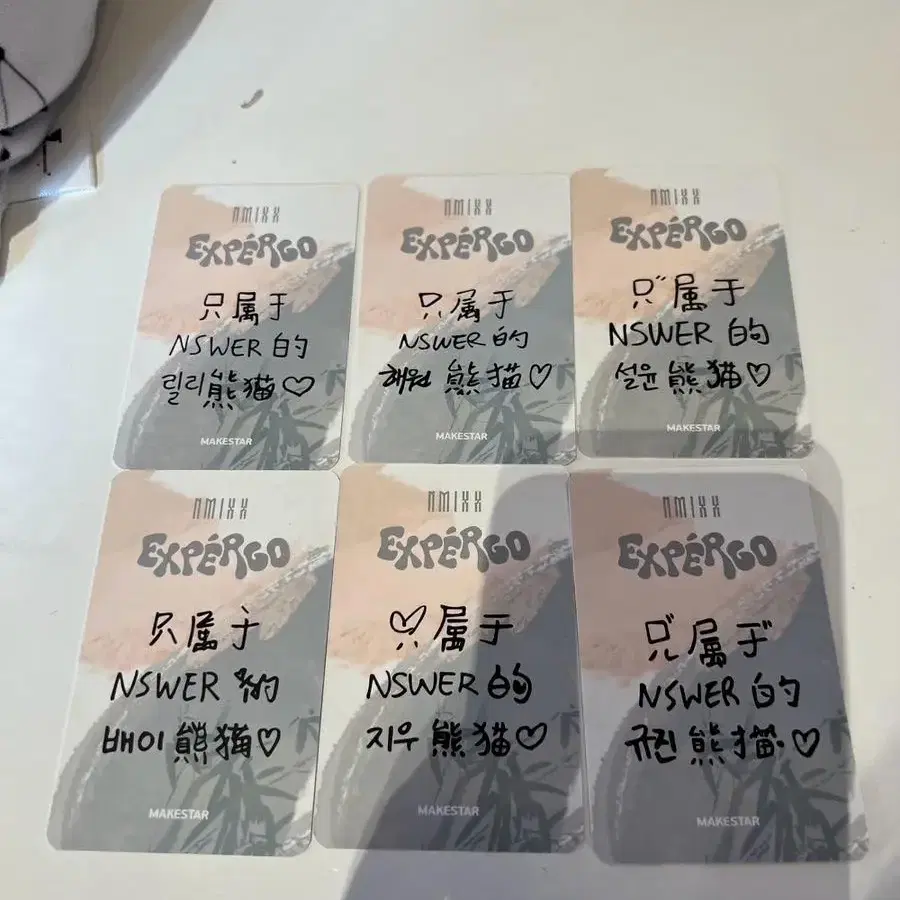 NMIXX
EXPÉRGO
只属于
NSWER 的
릴리熊猫♡
MAKESTAR
NMIXX
EXPÉRGO
只属于
NSWER 的
해원 熊猫♡
MAKESTAR
NMIXX
EXPÉRGO
只属于
NSWER 的
설윤 熊猫♡
MAKESTAR
NMIXX
EXPÉRGO
只属于
NSWER 的
배이 熊猫♡
MAKESTAR
NMIXX
EXPÉRGO
♡只属于
NSWER 的
지우 熊猫♡
MAKESTAR
NMIXX
EXPÉRGO
只属于
NSWER 的
규진 熊猫♡
MAKESTAR